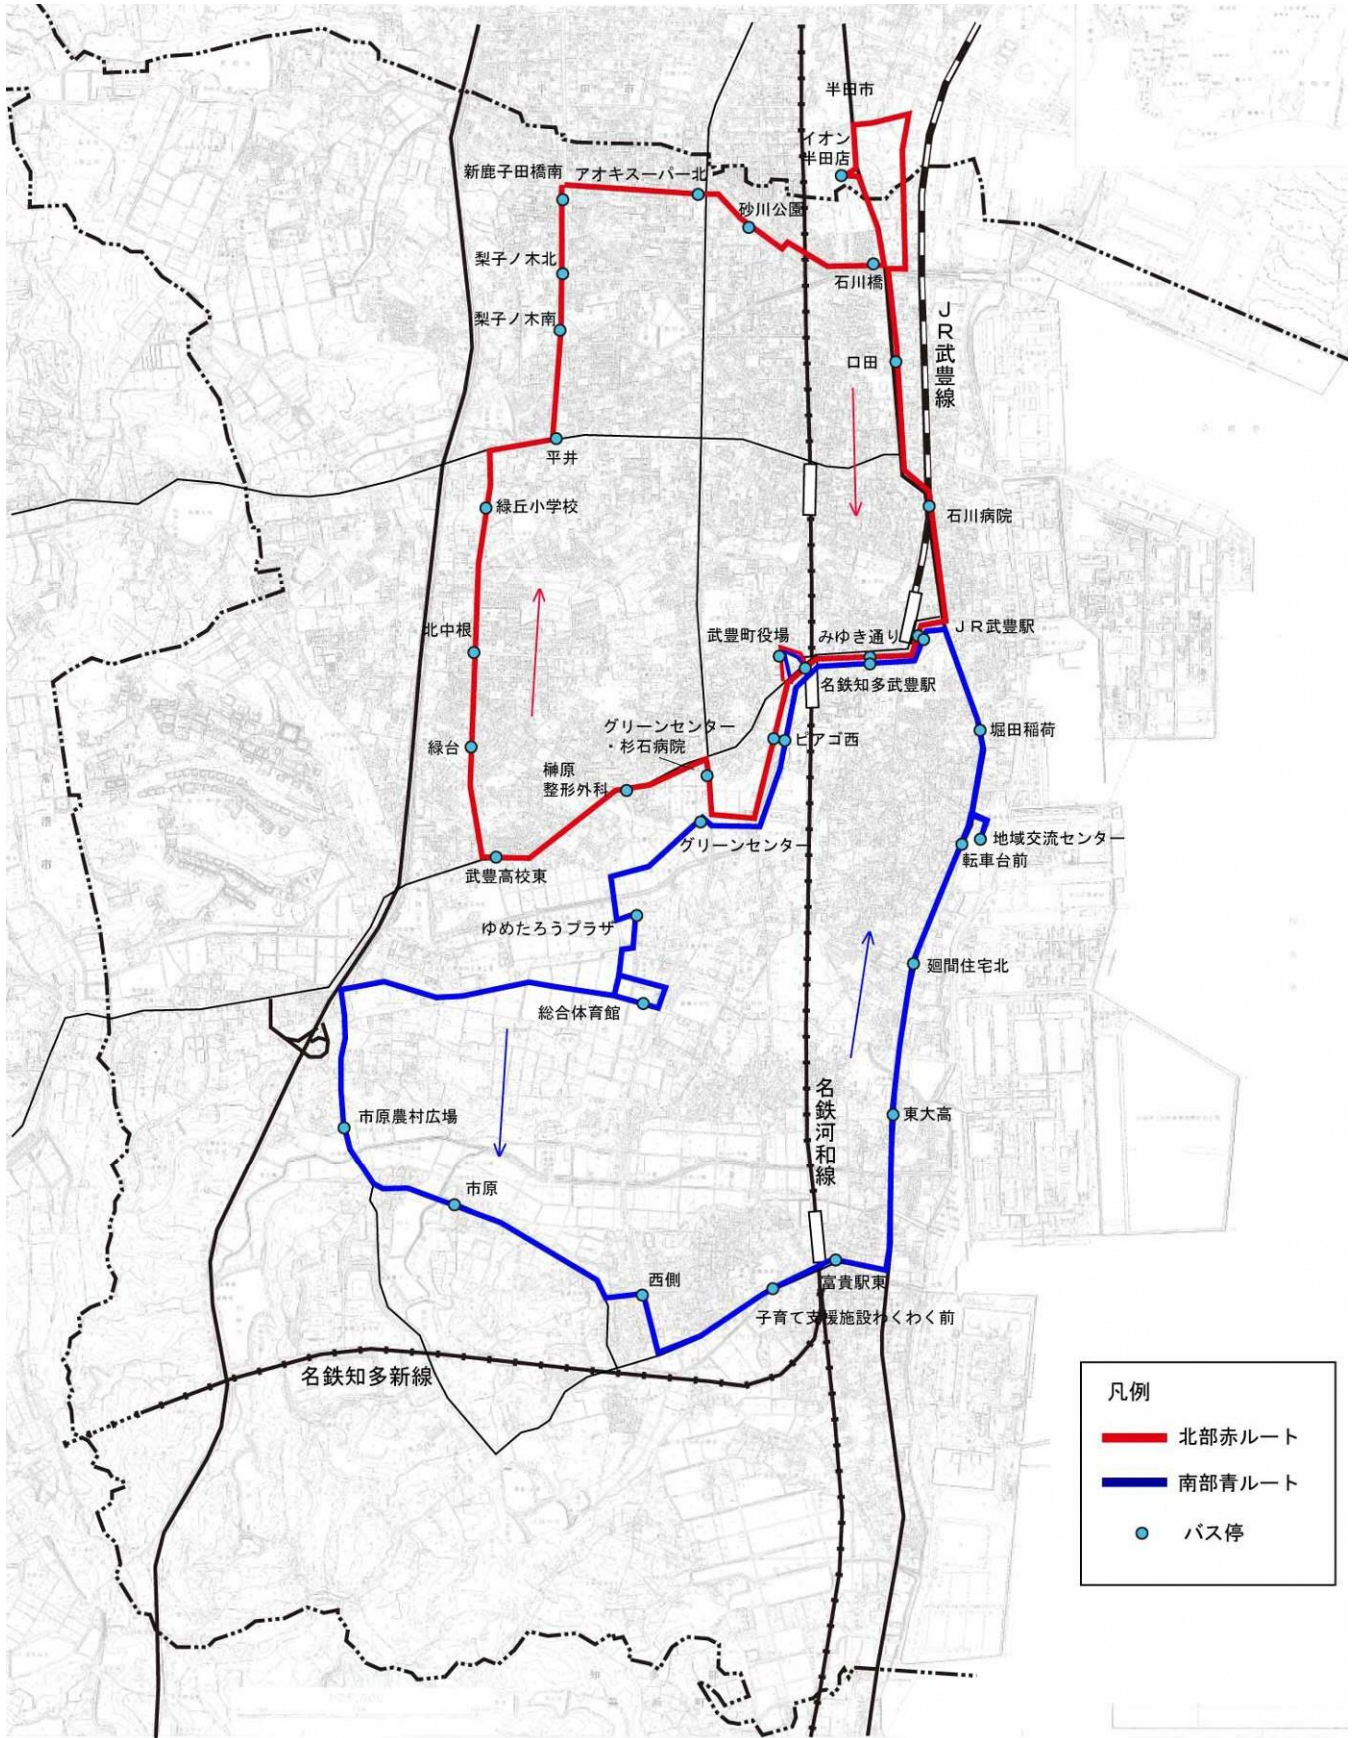 半田市
イオン
半田店
新鹿子田橋南
アオキスーパー北
砂川公園
梨子ノ木北
石川橋
梨子ノ木南
JR武豊線
口田
平井
緑丘小学校
石川病院
北中根
武豊町役場
みゆき通り
JR武豊駅
名鉄知多武豊駅
グリーンセンター
・杉石病院
ピアゴ西
堀田稲荷
緑台
榊原
整形外科
グリーンセンター
地域交流センター
転車台前
武豊高校東
ゆめたろうプラザ
廻間住宅北
総合体育館
名鉄河和線
市原農村広場
東大高
市原
西側
富貴駅東
子育て支援施設わくわく前
名鉄知多新線
凡例
北部赤ルート
南部青ルート
バス停